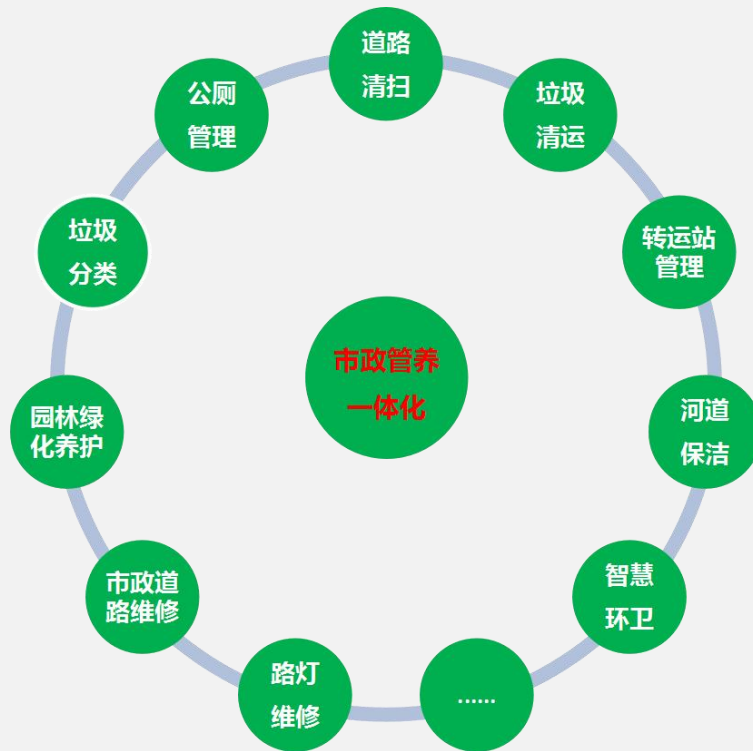 道路
清扫
垃圾
清运
转运站
管理
河道
保洁
智慧
环卫
......
路灯
维修
市政道
路维修
园林绿
化养护
垃圾
分类
公厕
管理
市政管养
一体化